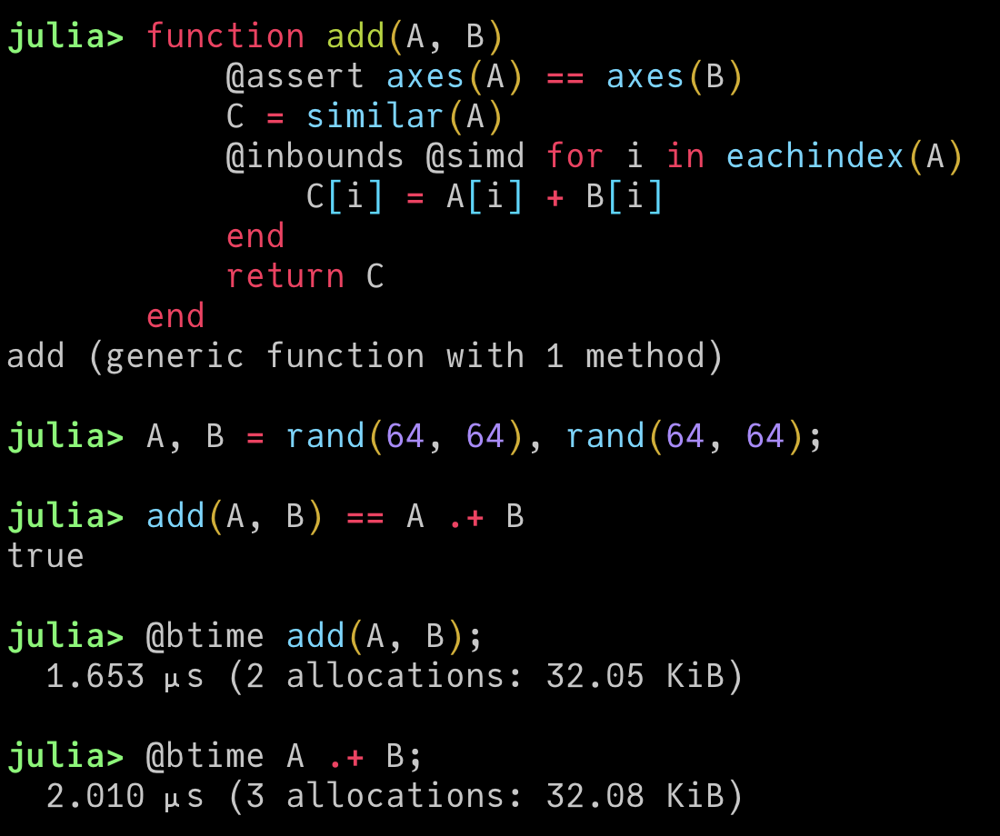 julia> function add(A, B)
           @assert axes(A) == axes(B)
           C = similar(A)
           @inbounds @simd for i in eachindex(A)
               C[i] = A[i] + B[i]
           end
           return C
       end
add (generic function with 1 method)
julia> A, B = rand(64, 64), rand(64, 64);
julia> add(A, B) == A .+ B
true
julia> @btime add(A, B);
  1.653 μs (2 allocations: 32.05 KiB)
julia> @btime A .+ B;
  2.010 μs (3 allocations: 32.08 KiB)